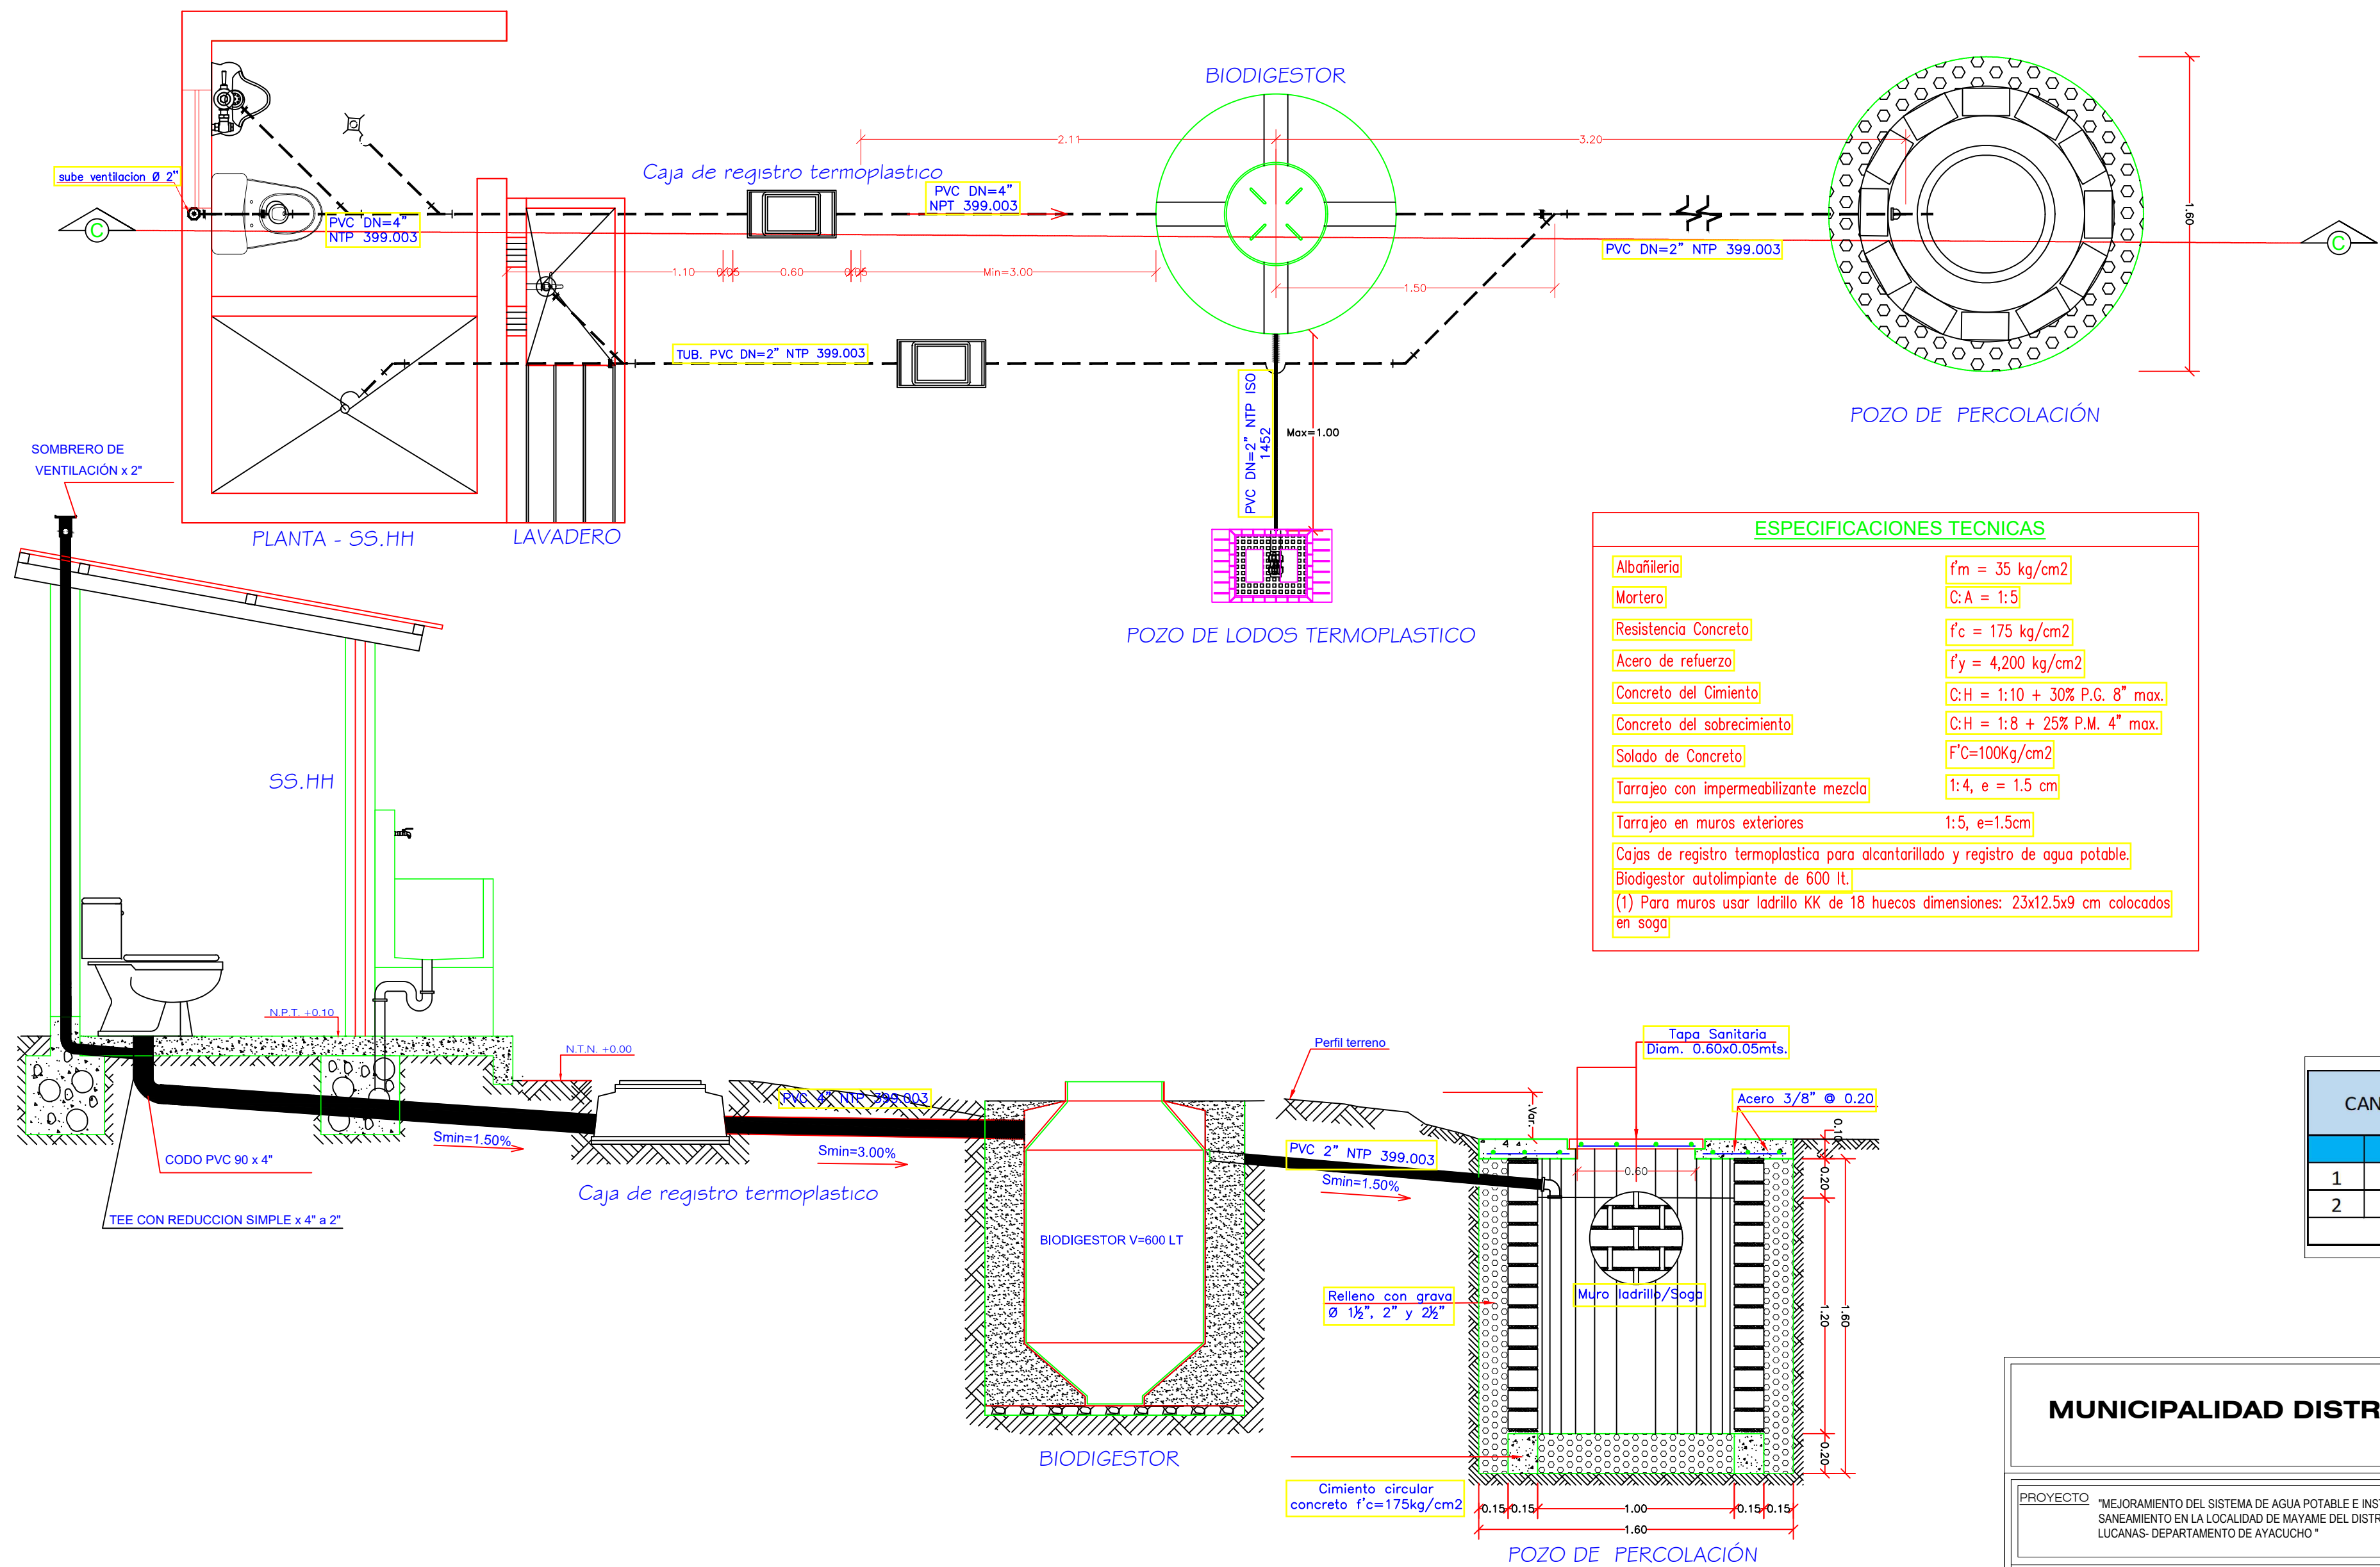 BIODIGESTOR
2.11
3.20
Caja de registro termoplastico
sube ventilacion Ø 2"
PVC DN=4"
NPT 399.003
PVC DN=4"
NTP 399.003
C
C
1.60
PVC DN=2" NTP 399.003
1.10
0.05
0.60
0.05
Min=3.00
1.50
TUB. PVC DN=2" NTP 399.003
PVC DN=2" NTP ISO
1452
Max=1.00
POZO DE PERCOLACIÓN
SOMBRERO DE
VENTILACIÓN x 2"
PLANTA - SS.HH
LAVADERO
POZO DE LODOS TERMOPLASTICO
ESPECIFICACIONES TECNICAS
Albañileria f'm = 35 kg/cm2
Mortero C:A = 1:5
Resistencia Concreto f'c = 175 kg/cm2
Acero de refuerzo f'y = 4,200 kg/cm2
Concreto del Cimiento C:H = 1:10 + 30% P.G. 8" max.
Concreto del sobrecimiento C:H = 1:8 + 25% P.M. 4" max.
Solado de Concreto F'C=100Kg/cm2
Tarrajeo con impermeabilizante mezcla 1:4, e = 1.5 cm
Tarrajeo en muros exteriores 1:5, e=1.5cm
Cajas de registro termoplastica para alcantarillado y registro de agua potable.
Biodigestor autolimpiante de 600 lt.
(1) Para muros usar ladrillo KK de 18 huecos dimensiones: 23x12.5x9 cm colocados
en soga
SS.HH
N.P.T. +0.10
N.T.N. +0.00
Perfil terreno
Tapa Sanitaria
Diam. 0.60x0.05mts.
PVC 4" NTP 399.003
Acero 3/8" @ 0.20
Var.
0.10
CAN
Smin=1.50%
Smin=3.00%
PVC 2" NTP 399.003
Smin=1.50%
0.60
0.20
CODO PVC 90 x 4"
Caja de registro termoplastico
1
2
TEE CON REDUCCION SIMPLE x 4" a 2"
BIODIGESTOR V=600 LT
Relleno con grava
Ø 1½", 2" y 2½"
Muro ladrillo/Soga
1.20
1.60
MUNICIPALIDAD DISTR
BIODIGESTOR
0.20
Cimiento circular
concreto f'c=175kg/cm2
0.15
0.15
1.00
0.15
0.15
1.60
PROYECTO
"MEJORAMIENTO DEL SISTEMA DE AGUA POTABLE E INS
SANEAMIENTO EN LA LOCALIDAD DE MAYAME DEL DISTR
LUCANAS- DEPARTAMENTO DE AYACUCHO "
POZO DE PERCOLACIÓN